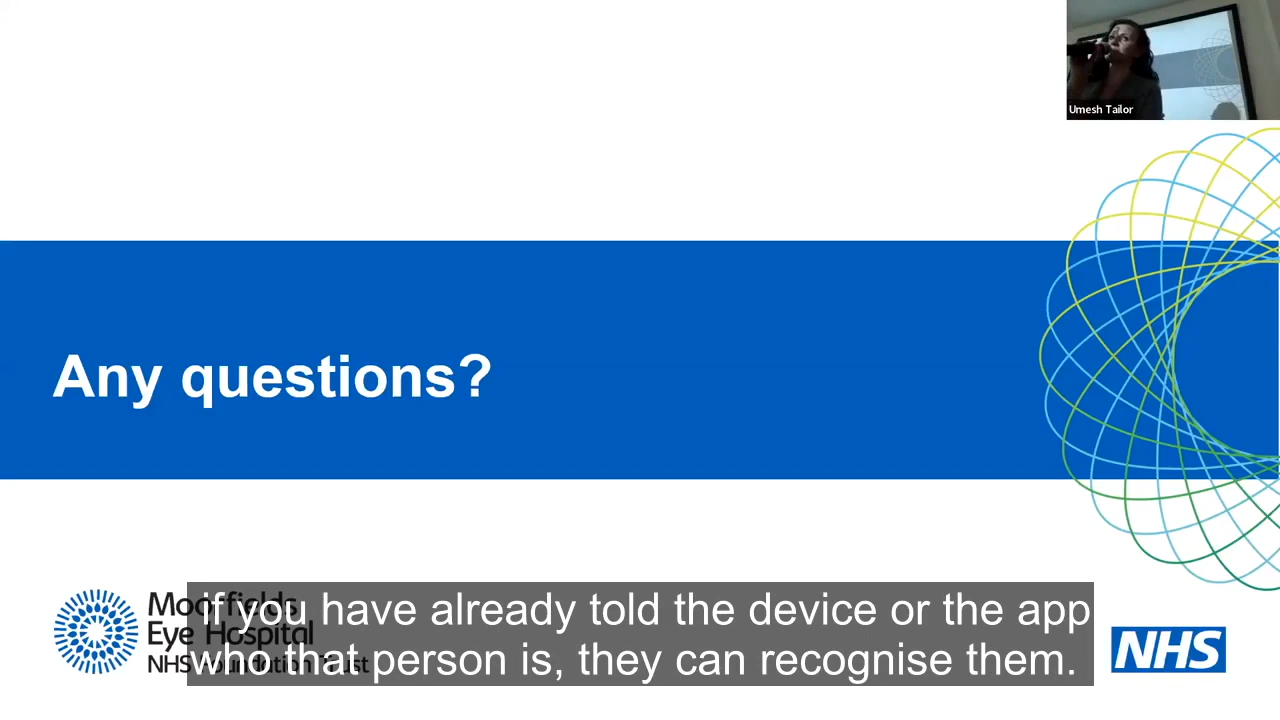 Umesh Tailor
Any questions?
Moorfields
Eye Hospital
NHS Foundation Trust
if you have already told the device or the app
who that person is, they can recognise them.
NHS